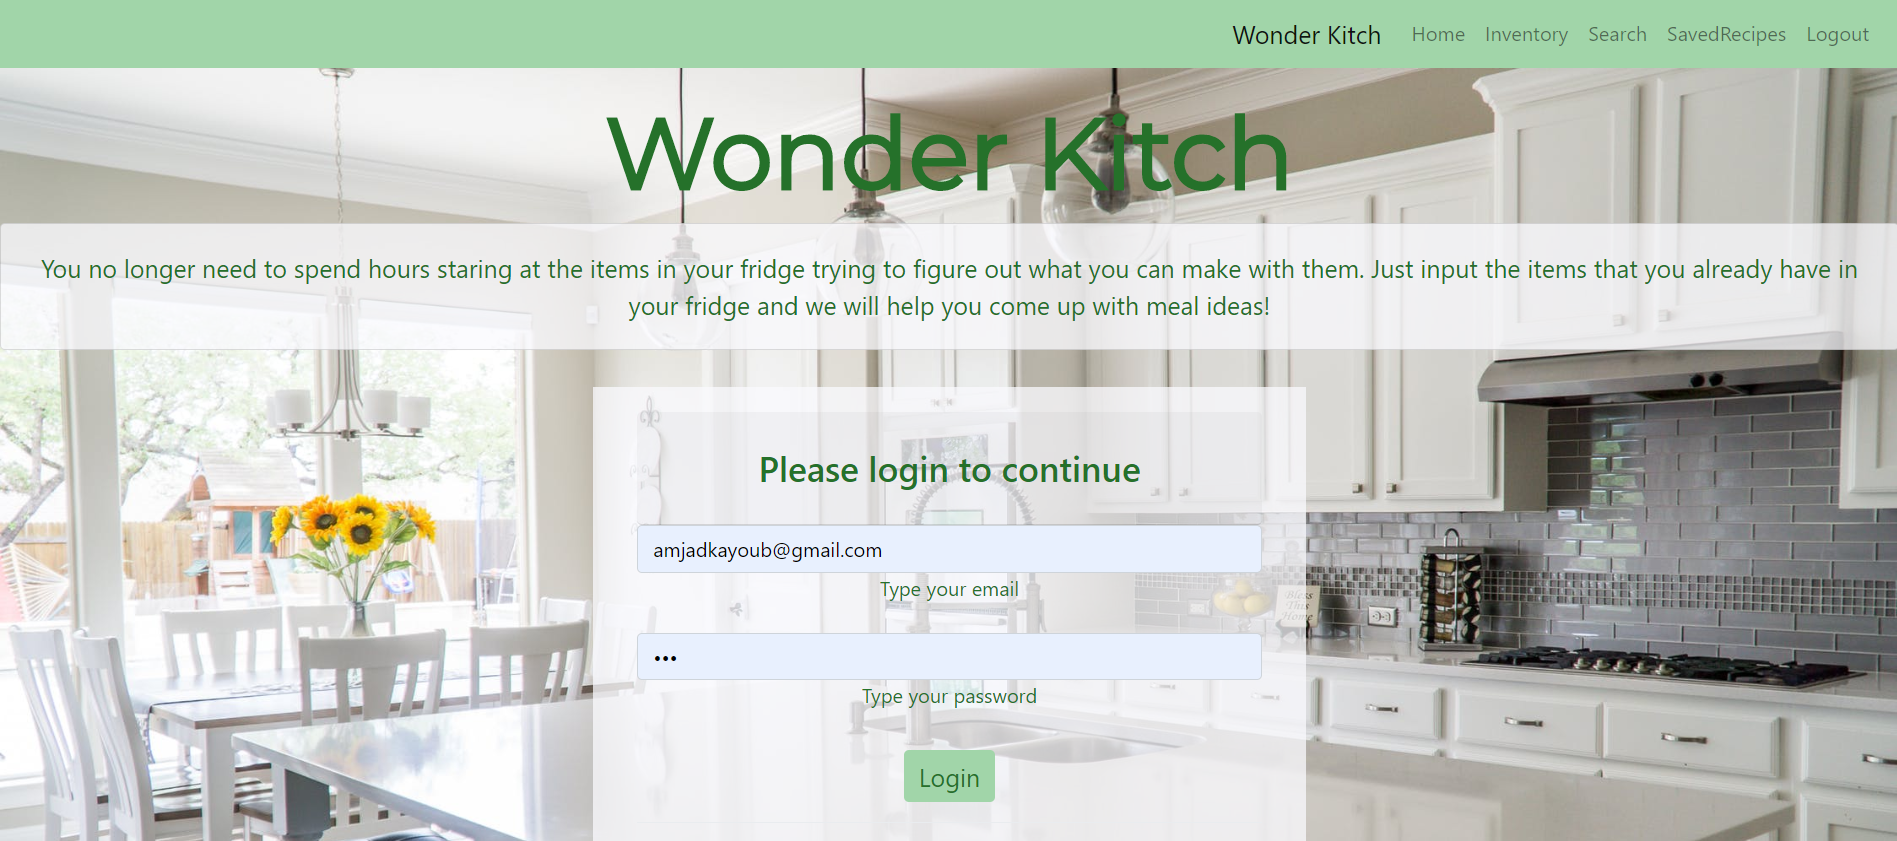 Wonder Kitch Home Inventory Search SavedRecipes Logout
Wonder Kitch
You no longer need to spend hours staring at the items in your fridge trying to figure out what you can make with them. Just input the items that you already have in
your fridge and we will help you come up with meal ideas!
Please login to continue
amjadkayoub@gmail.com
Type your email
Bless
This
Home
•••
Type your password
Login